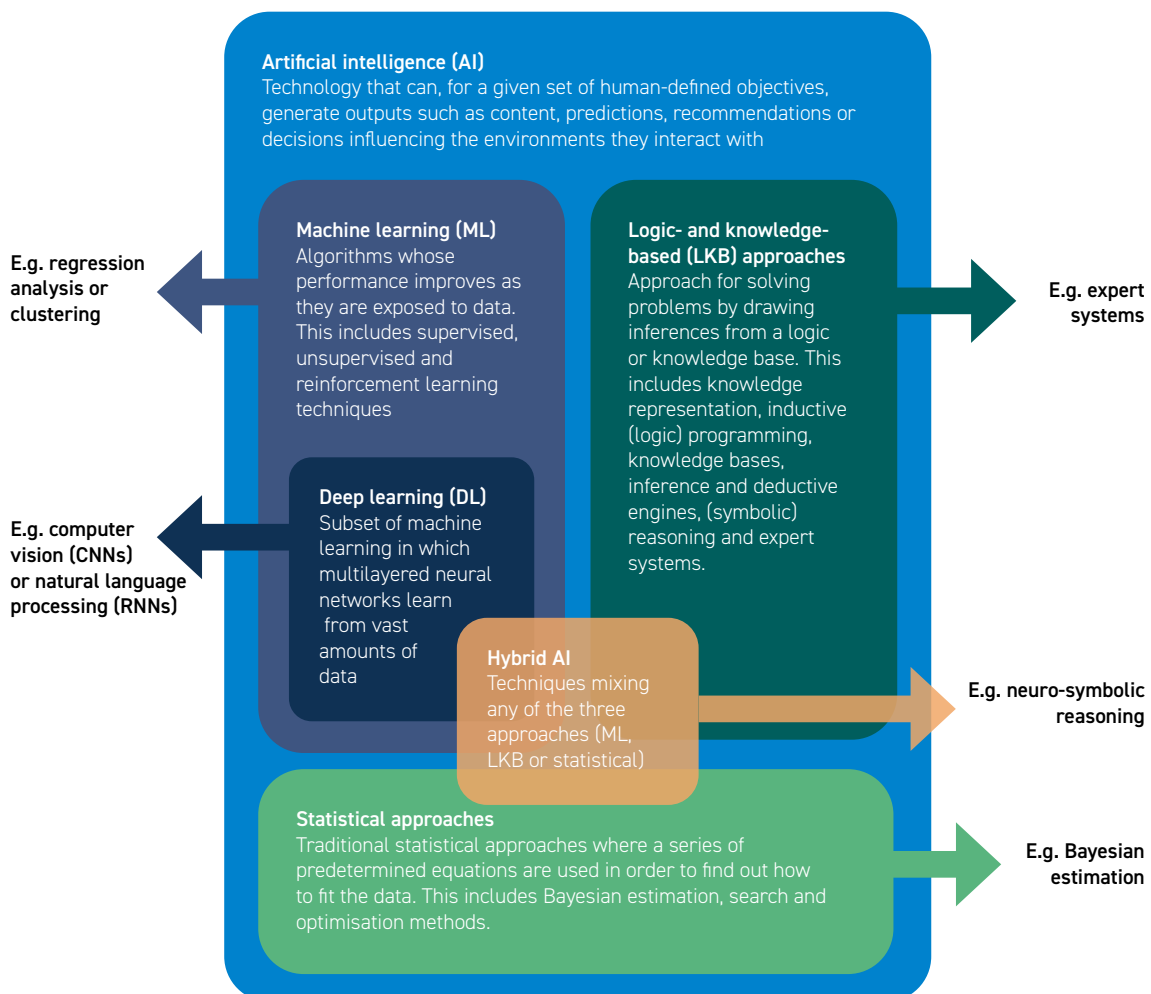 Artificial intelligence (AI)
Technology that can, for a given set of human-defined objectives,
generate outputs such as content, predictions, recommendations or
decisions influencing the environments they interact with
Machine learning (ML)
Algorithms whose
performance improves as
they are exposed to data.
This includes supervised,
unsupervised and
reinforcement learning
techniques
Logic- and knowledge-
based (LKB) approaches
Approach for solving
problems by drawing
inferences from a logic
or knowledge base. This
includes knowledge
representation, inductive
(logic) programming,
knowledge bases,
inference and deductive
engines, (symbolic)
reasoning and expert
systems.
E.g. regression
analysis or
clustering
E.g. expert
systems
Deep learning (DL)
Subset of machine
learning in which
multilayered neural
networks learn
from vast
amounts of
data
E.g. computer
vision (CNNs)
or natural language
processing (RNNs)
Hybrid AI
Techniques mixing
any of the three
approaches (ML,
LKB or statistical)
E.g. neuro-symbolic
reasoning
Statistical approaches
Traditional statistical approaches where a series of
predetermined equations are used in order to find out how
to fit the data. This includes Bayesian estimation, search and
optimisation methods.
E.g. Bayesian
estimation